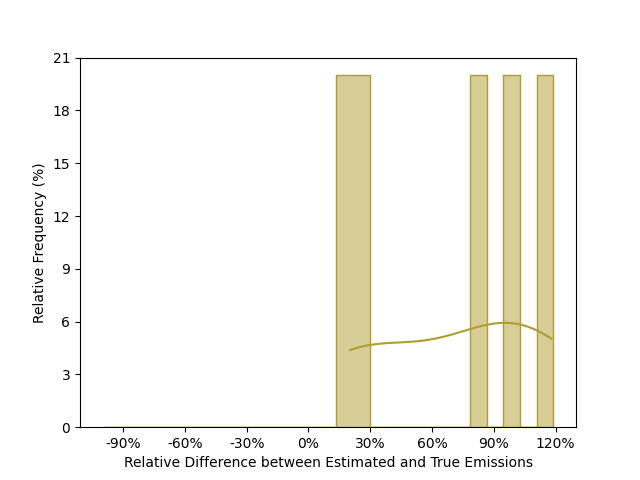 21
18
15
12
9
6
3
0
Relative Frequency (%)
-90% -60% -30% 0% 30% 60% 90% 120%
Relative Difference between Estimated and True Emissions